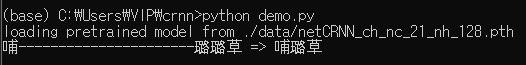 (base) C:₩Users₩VIP₩crnn>python demo.py
loading pretrained model from ./data/netCRNN_ch_nc_21_nh_128.pth
哺----------------------璐璐草 => 哺璐草